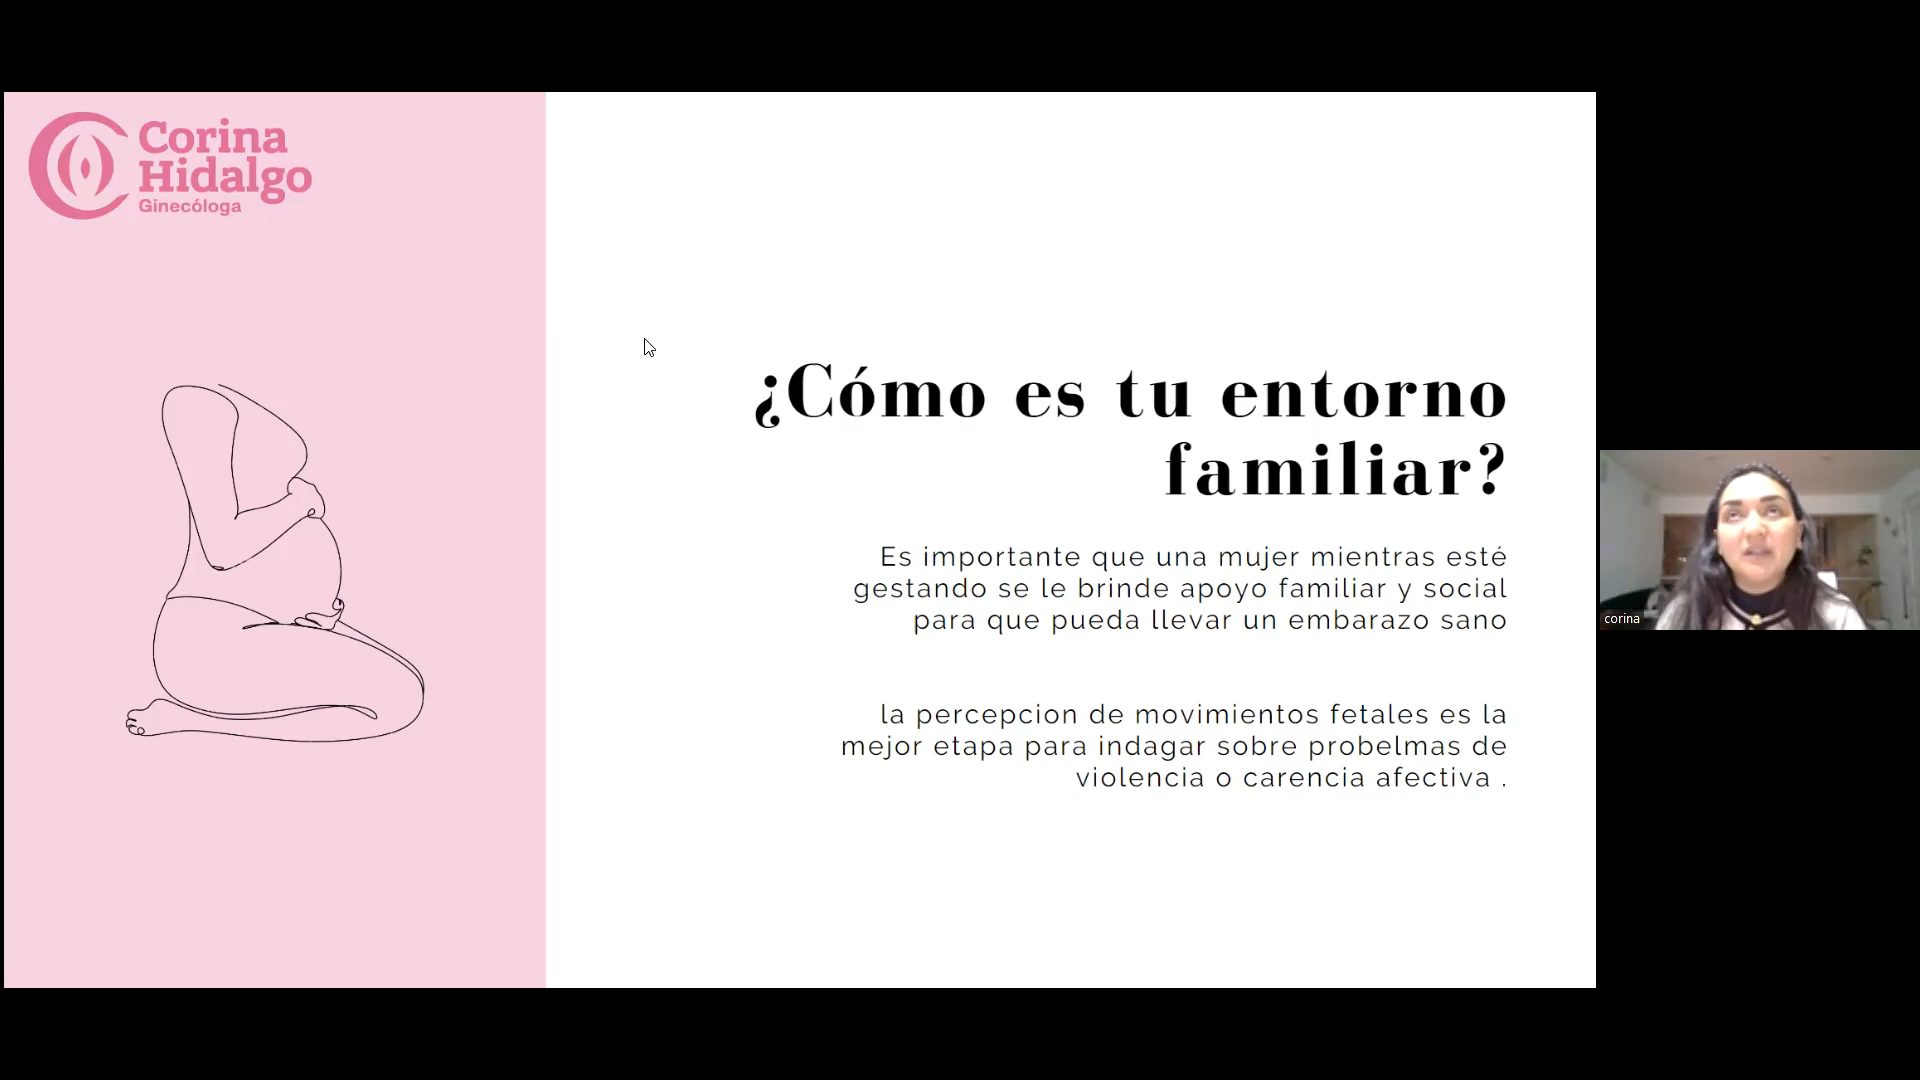 Corina
Hidalgo
Ginecóloga
¿Cómo es tu entorno
familiar?
Es importante que una mujer mientras esté
gestando se le brinde apoyo familiar y social
para que pueda llevar un embarazo sano
la percepcion de movimientos fetales es la
mejor etapa para indagar sobre probelmas de
violencia o carencia afectiva .
corina